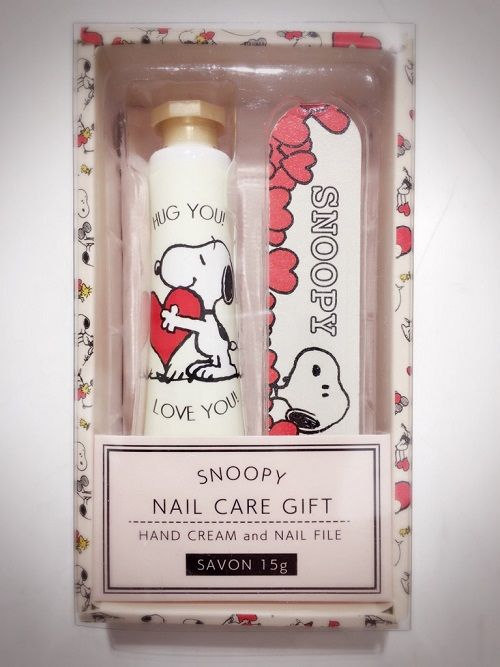 HUG YOU!
LOVE YOU!
SNOOPY
SNOOPY
NAIL CARE GIFT
HAND CREAM and NAIL FILE
SAVON 15g